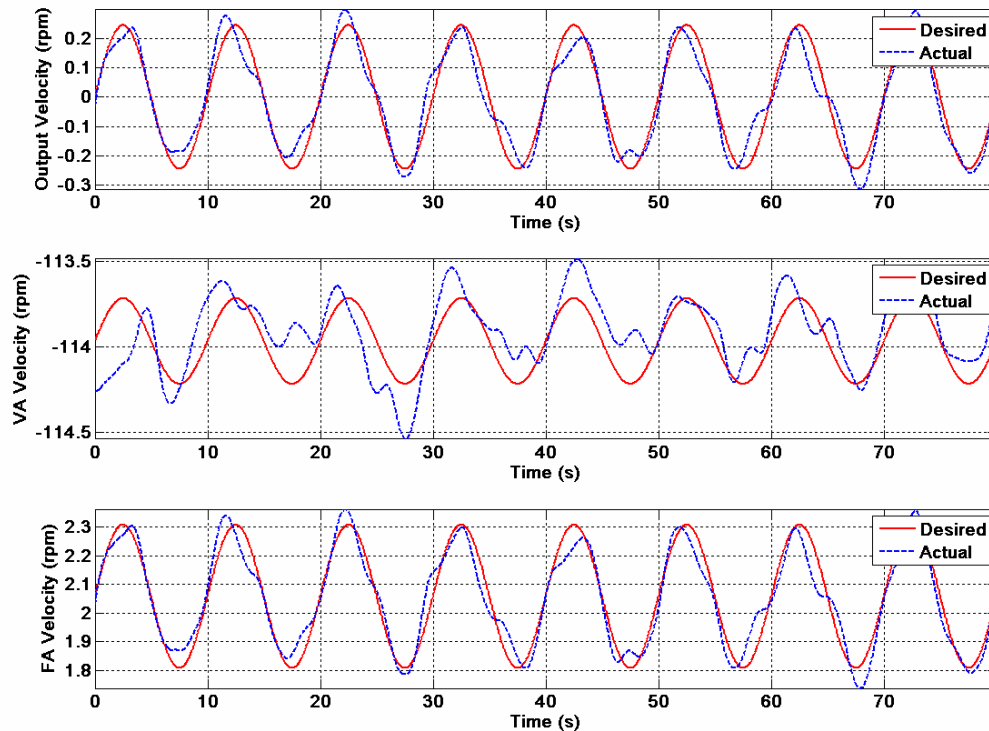 Output Velocity (rpm)
0.2
0.1
0
-0.1
-0.2
-0.3
0 10 20 30 40 50 60 70
Time (s)
Desired
Actual
VA Velocity (rpm)
-113.5
-114
-114.5
0 10 20 30 40 50 60 70
Time (s)
Desired
Actual
FA Velocity (rpm)
2.3
2.2
2.1
2
1.9
1.8
0 10 20 30 40 50 60 70
Time (s)
Desired
Actual